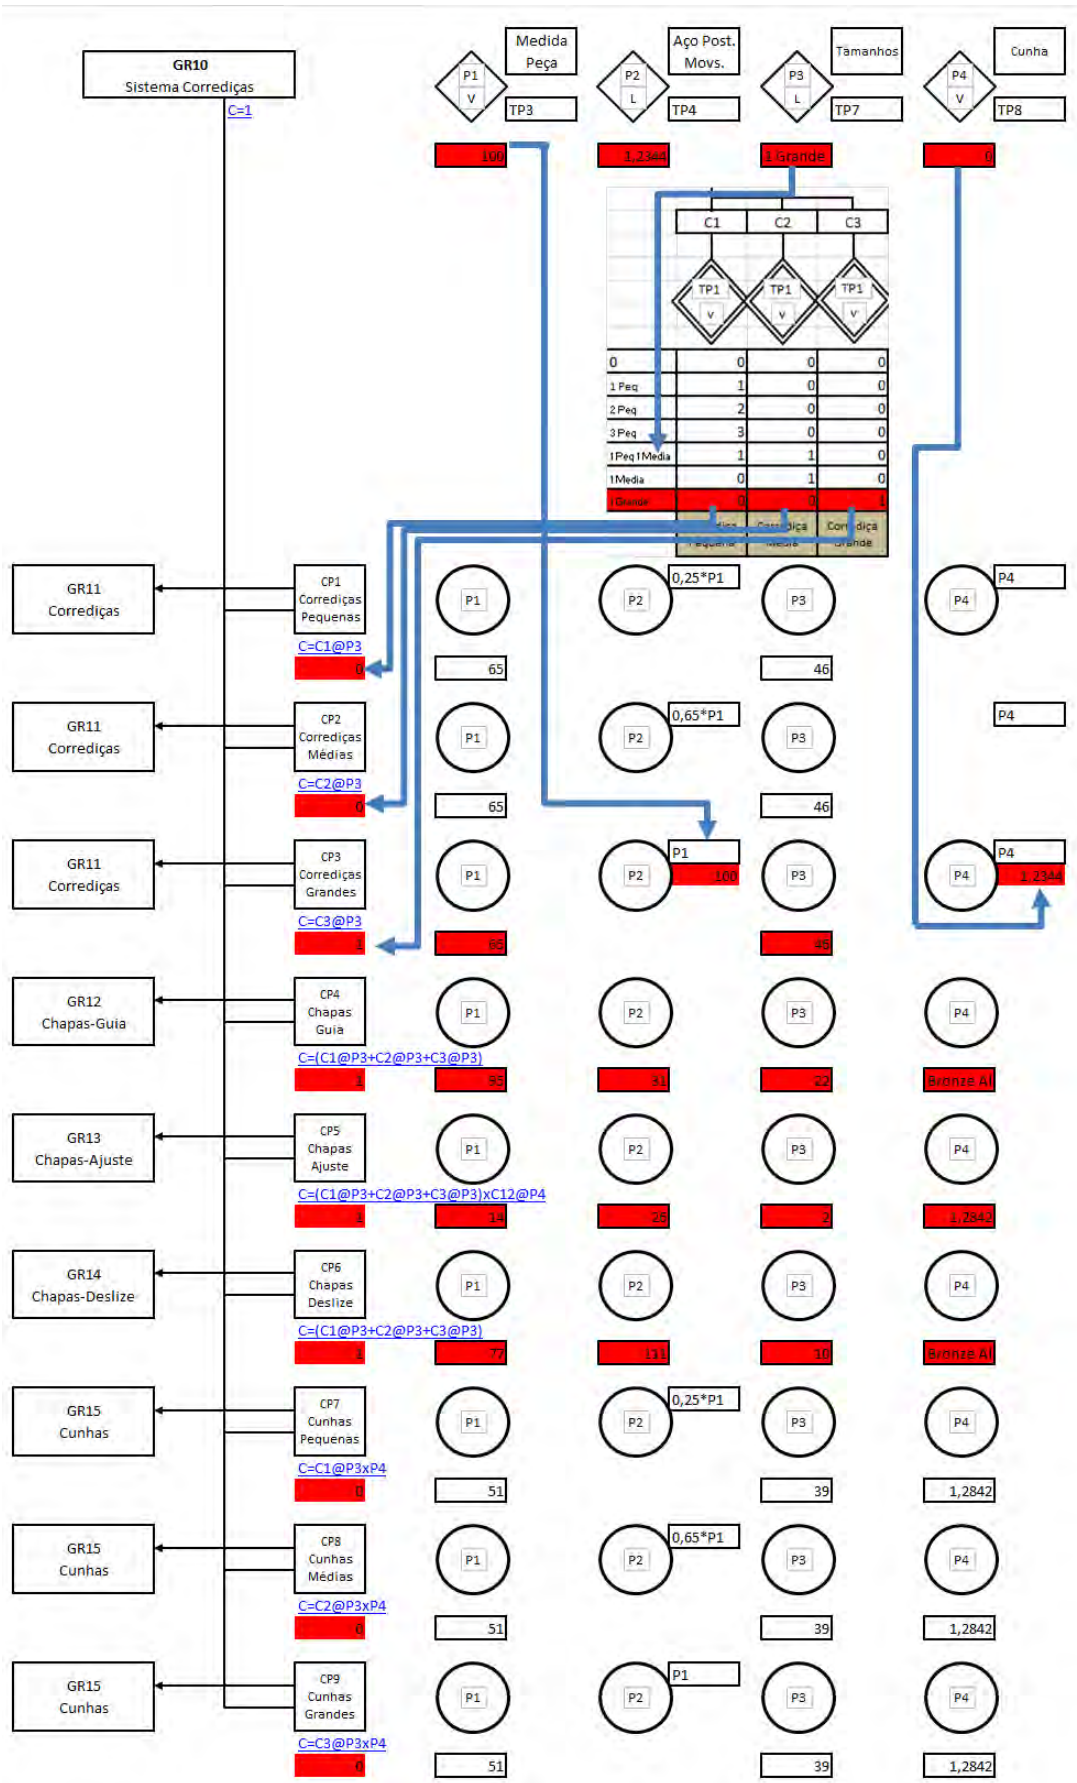 GR10
Sistema Corrediças
C=1
P1
V
Medida
Peça
TP3
P2
L
Aço Post.
Movs.
TP4
P3
L
Tamanhos
TP7
P4
V
Cunha
TP8
100
1,2344
1 Grande
0
C1 C2 C3
TP1 TP1 TP1
V V V
0 0 0 0
1 Peq 1 0 0
2 Peq 2 0 0
3 Peq 3 0 0
1Peq 1Media 1 1 0
1Media 0 1 0
1Grande 0 0 1
Corrediça
Grande
GR11
Corrediças
CP1
Corrediças
Pequenas
P1 P2 0,25*P1 P3 P4 P4
C=C1@P3
0 65 46
GR11
Corrediças
CP2
Corrediças
Médias
P1 P2 0,65*P1 P3 P4
C=C2@P3
0 65 46
GR11
Corrediças
CP3
Corrediças
Grandes
P1 P2 P1 P3 P4 P4
100 1,2344
C=C3@P3
1 65 46
GR12
Chapas-Guia
CP4
Chapas
Guia
P1 P2 P3 P4
C=(C1@P3+C2@P3+C3@P3)
1 95 31 22 Bronze Al
GR13
Chapas-Ajuste
CP5
Chapas
Ajuste
P1 P2 P3 P4
C=(C1@P3+C2@P3+C3@P3)xC12@P4
1 14 26 2 1,2842
GR14
Chapas-Deslize
CP6
Chapas
Deslize
P1 P2 P3 P4
C=(C1@P3+C2@P3+C3@P3)
1 77 111 10 Bronze Al
GR15
Cunhas
CP7
Cunhas
Pequenas
P1 P2 0,25*P1 P3 P4
C=C1@P3xP4
0 51 39 1,2842
GR15
Cunhas
CP8
Cunhas
Médias
P1 P2 0,65*P1 P3 P4
C=C2@P3xP4
0 51 39 1,2842
GR15
Cunhas
CP9
Cunhas
Grandes
P1 P2 P1 P3 P4
C=C3@P3xP4
0 51 39 1,2842